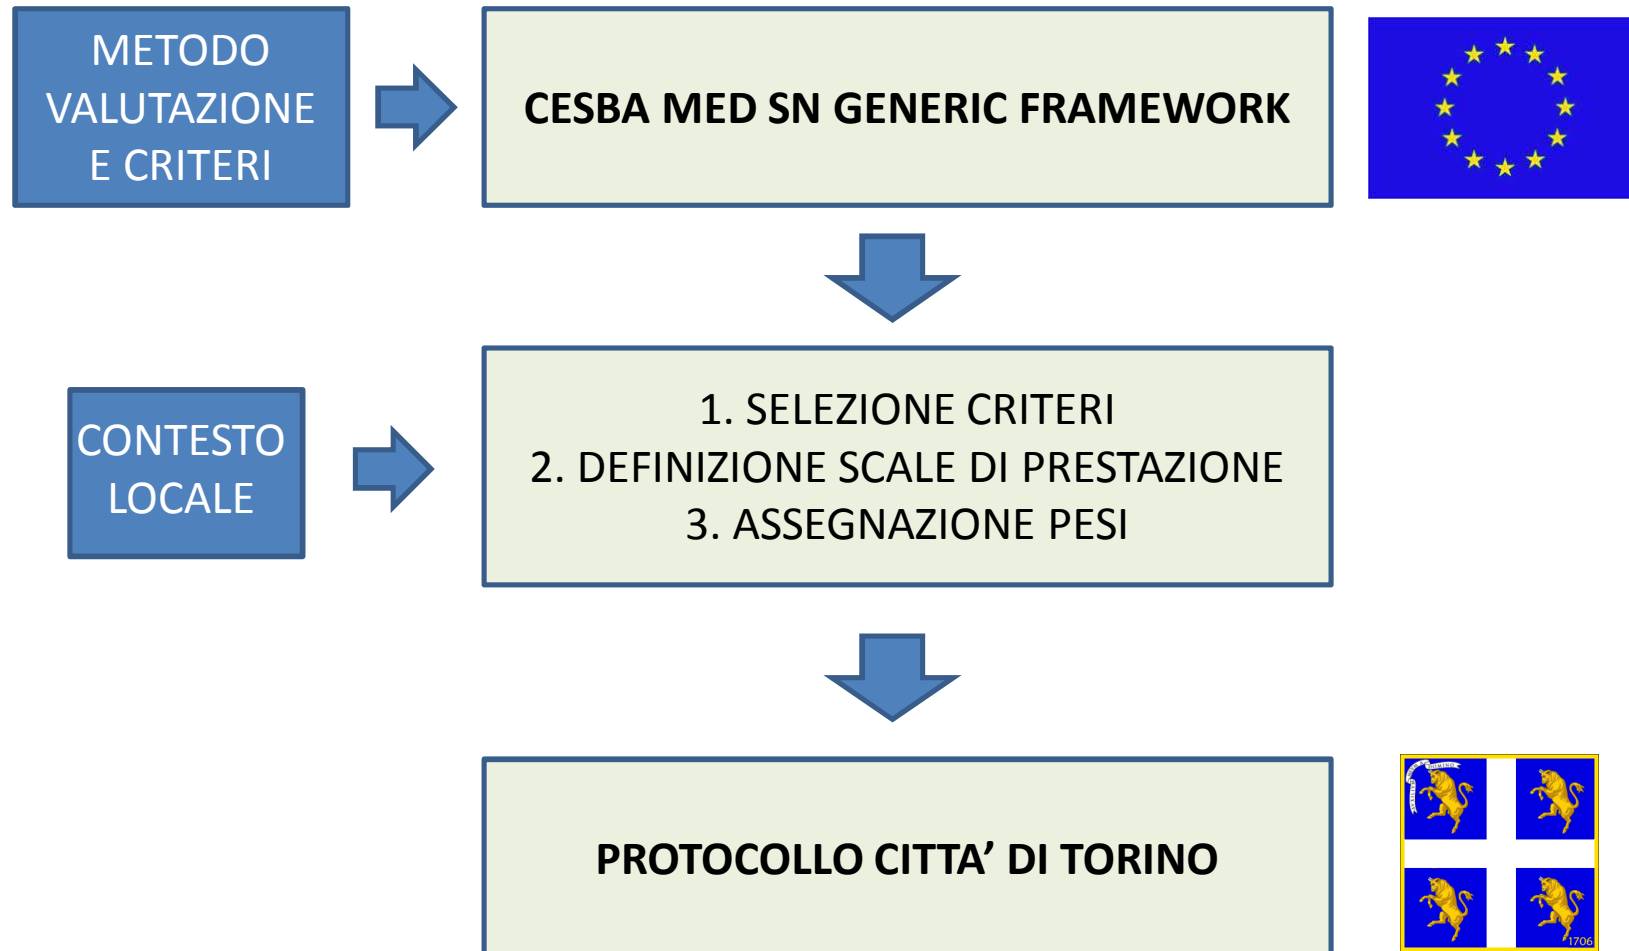 METODO
VALUTAZIONE
E CRITERI
CESBA MED SN GENERIC FRAMEWORK
CONTESTO
LOCALE
1. SELEZIONE CRITERI
2. DEFINIZIONE SCALE DI PRESTAZIONE
3. ASSEGNAZIONE PESI
PROTOCOLLO CITTA’ DI TORINO
1706